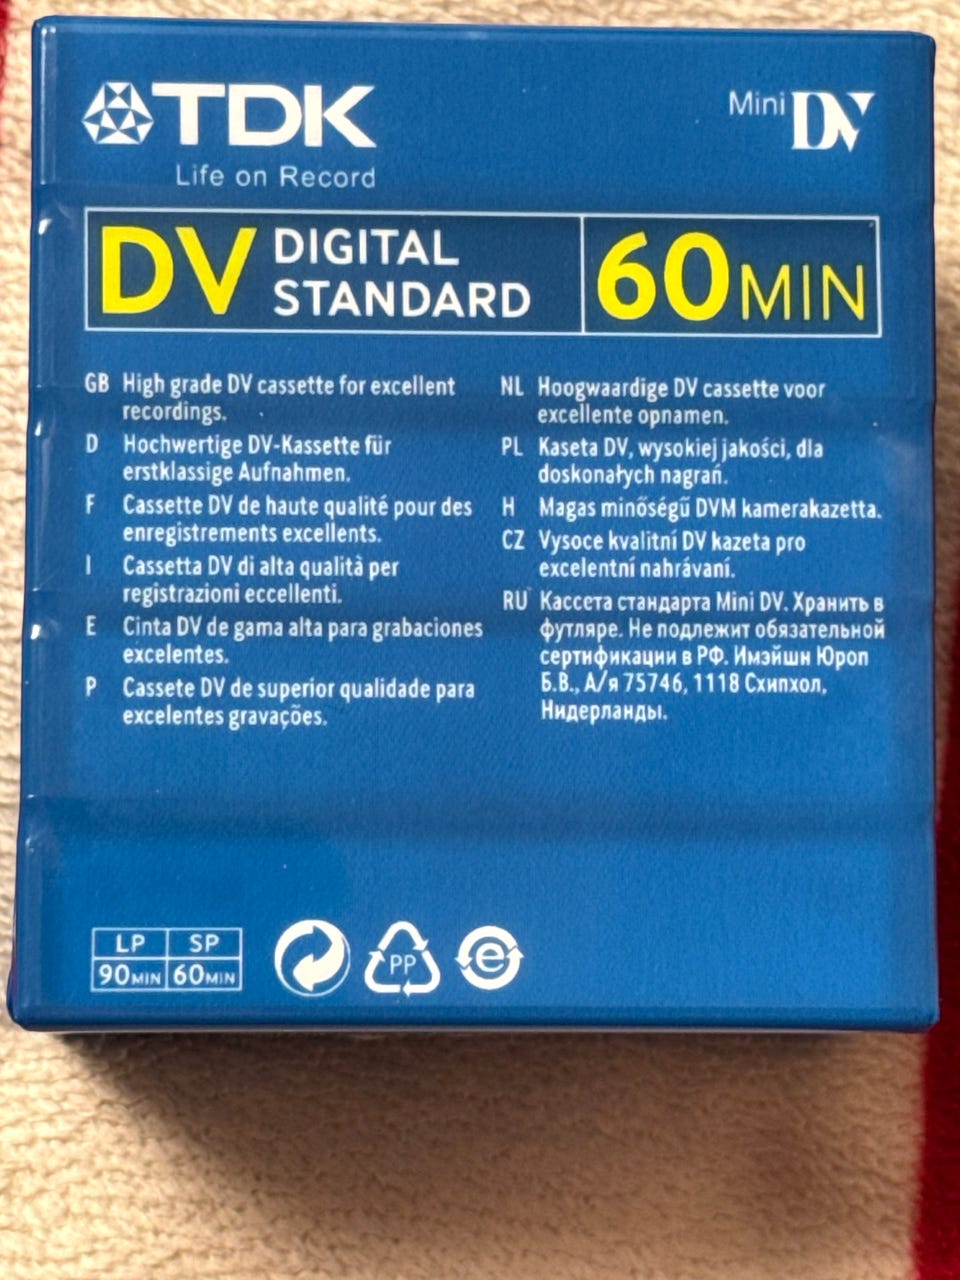 TDK
Life on Record
Mini DV
DV DIGITAL STANDARD 60MIN
GB High grade DV cassette for excellent
recordings.
D Hochwertige DV-Kassette für
erstklassige Aufnahmen.
F Cassette DV de haute qualité pour des
enregistrements excellents.
I Cassetta DV di alta qualità per
registrazioni eccellenti.
E Cinta DV de gama alta para grabaciones
excelentes.
P Cassete DV de superior qualidade para
excelentes gravações.
NL Hoogwaardige DV cassette voor
excellente opnamen.
PL Kaseta DV, wysokiej jakości, dla
doskonałych nagrań.
H Magas minőségű DVM kamerakazetta.
CZ Vysoce kvalitní DV kazeta pro
excelentní nahrávaní.
RU Кассета стандарта Mini DV. Хранить в
футляре. Не подлежит обязательной
сертификации в РФ. Имэйшн Юроп
Б.В., А/я 75746, 1118 Схипхол,
Нидерланды.
LP SP
90MIN 60MIN
PP
e